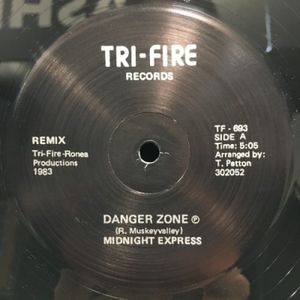 TRI-FIRE
RECORDS
REMIX
Tri-Fire-Rones
Productions
1983
TF - 693
SIDE A
Time: 5:05
Arranged by:
T. Patton
302052
DANGER ZONE ℗
(R. Muskeyvalley)
MIDNIGHT EXPRESS